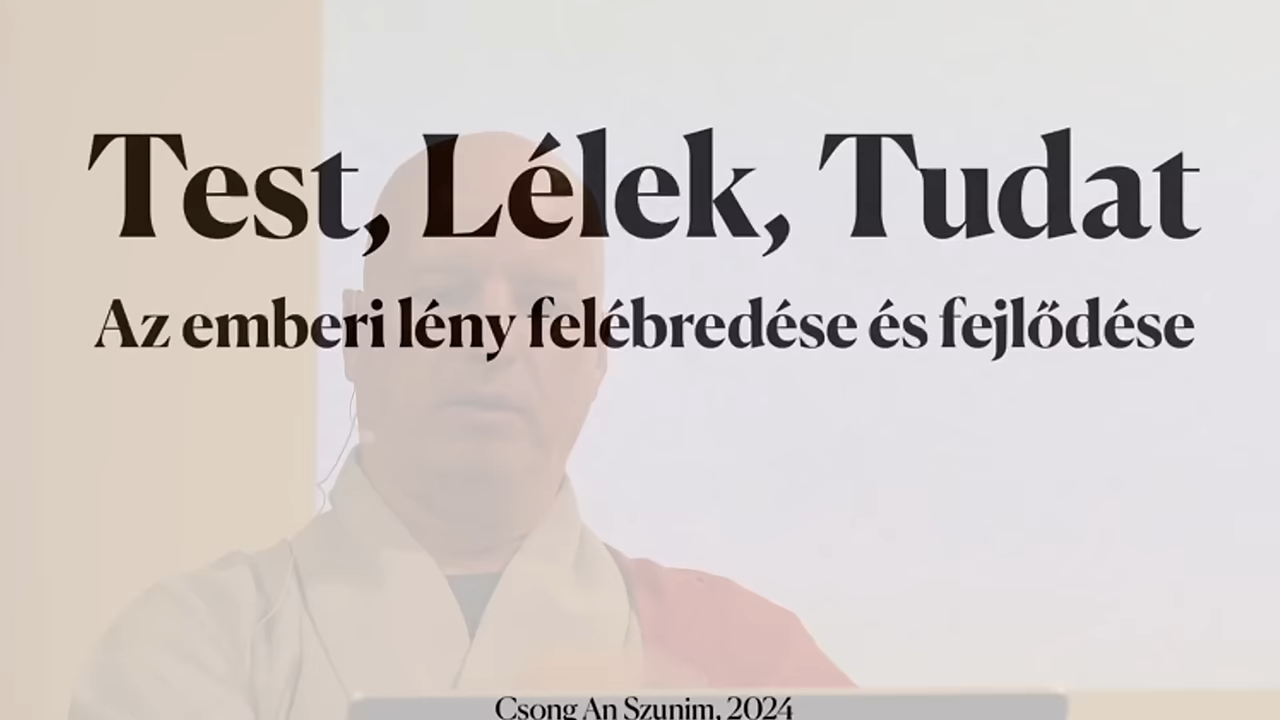 Test, Lélek, Tudat
Az emberi lény felébredése és fejlődése
Csong An Szunim, 2024